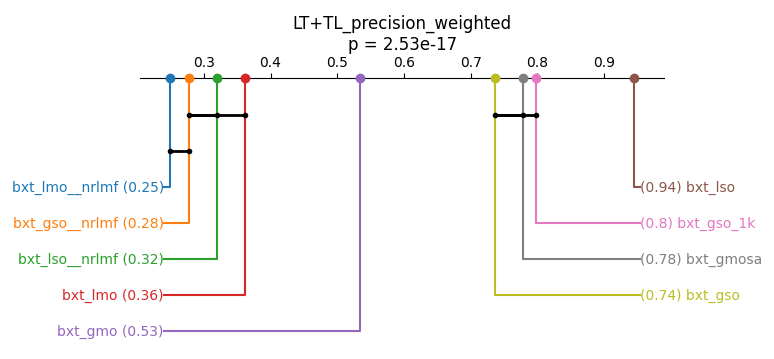 LT+TL_precision_weighted
p = 2.53e-17
0.3 0.4 0.5 0.6 0.7 0.8 0.9
bxt_lmo__nrlmf (0.25)
(0.94) bxt_lso
bxt_gso__nrlmf (0.28)
(0.8) bxt_gso_1k
bxt_lso__nrlmf (0.32)
(0.78) bxt_gmosa
bxt_lmo (0.36)
(0.74) bxt_gso
bxt_gmo (0.53)